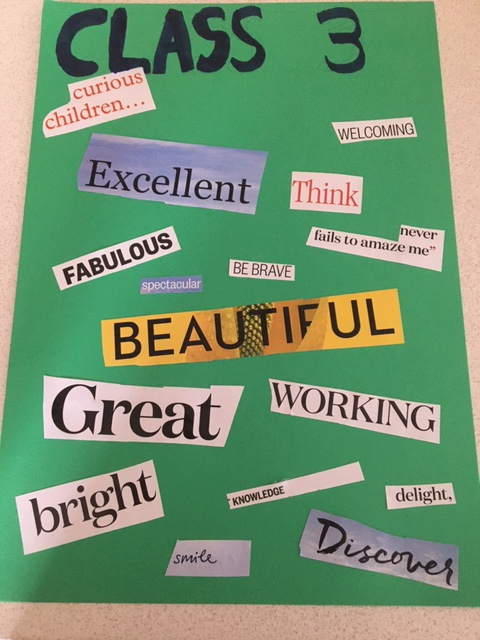 CLASS 3
curious
children...
WELCOMING
Excellent
Think
never
fails to amaze me”
FABULOUS
BE BRAVE
spectacular
BEAUTIFUL
Great
WORKING
bright
KNOWLEDGE
delight,
smile
Discover